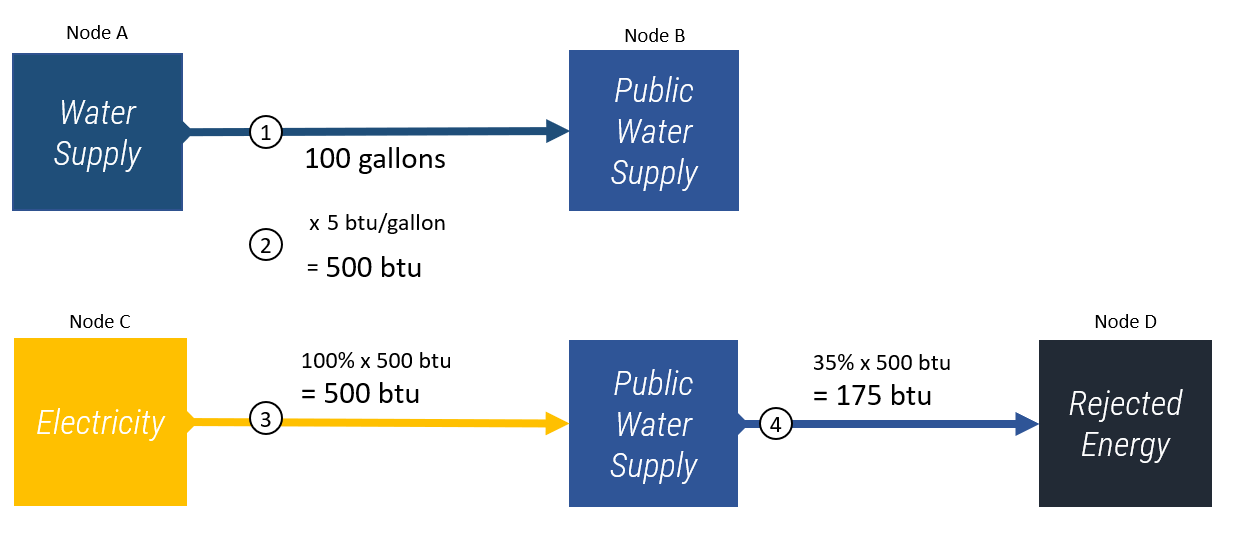 Node A
Node B
Water
Supply
1
100 gallons
Public
Water
Supply
2
x 5 btu/gallon
= 500 btu
Node C
Node D
Electricity
3
100% x 500 btu
= 500 btu
Public
Water
Supply
4
35% x 500 btu
= 175 btu
Rejected
Energy